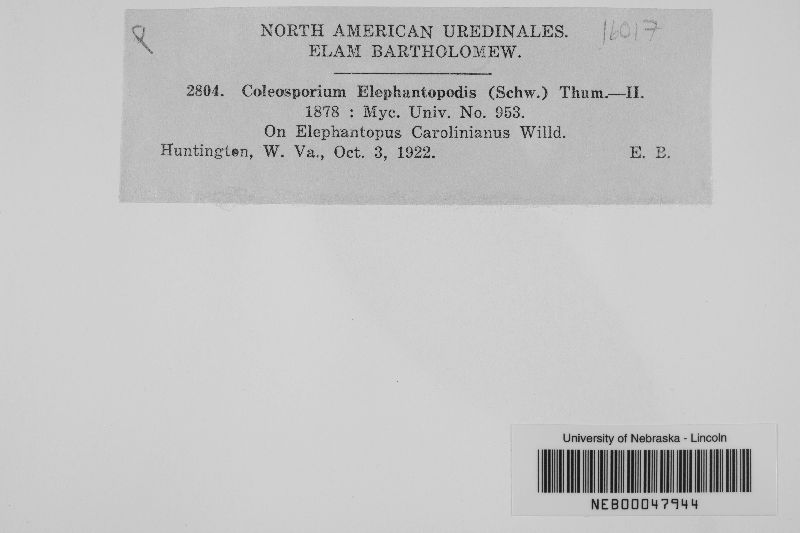 NORTH AMERICAN UREDINALES.
16017
ELAM BARTHOLOMEW.
2804. Coleosporium Elephantopodis (Schw.) Thum.—II.
1878 : Myc. Univ. No. 953.
On Elephantopus Carolinianus Willd.
Huntington, W. Va., Oct. 3, 1922. E. B.
University of Nebraska - Lincoln
NEB00047944